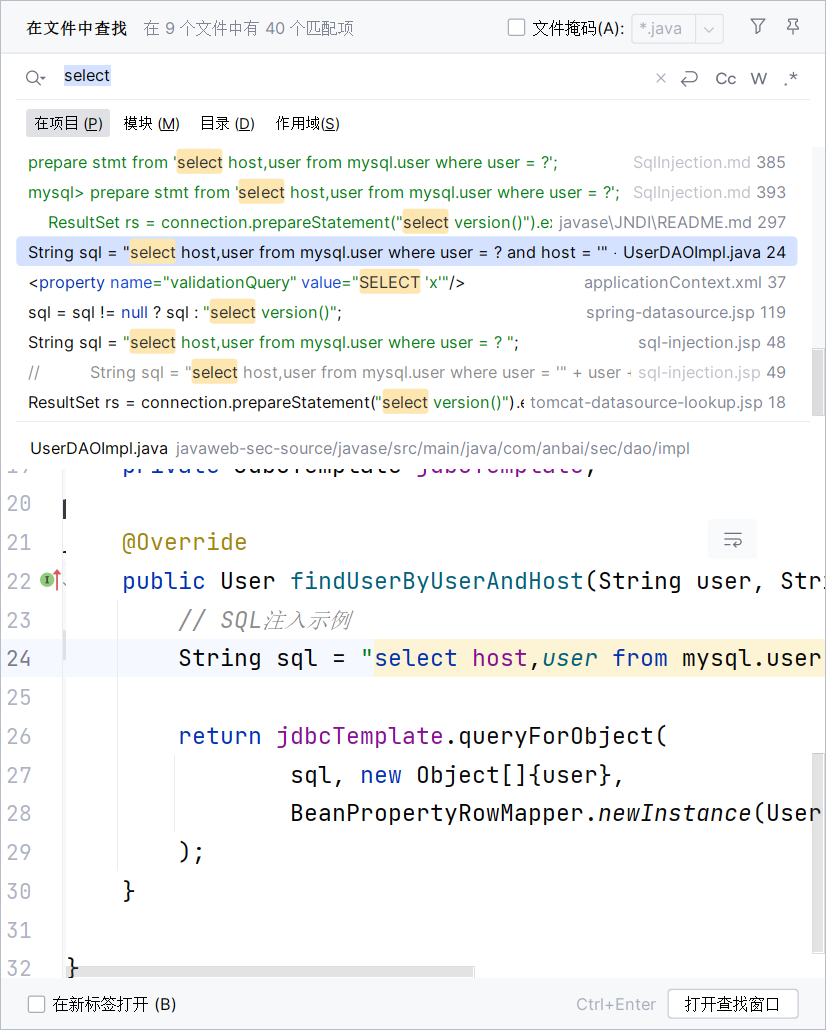 在文件中查找 在 9 个文件中有 40 个匹配项 文件掩码(A): *.java
select Cc W .*
在项目 (P) 模块 (M) 目录 (D) 作用域(S)
prepare stmt from 'select host,user from mysql.user where user = ?'; SqlInjection.md 385
mysql> prepare stmt from 'select host,user from mysql.user where user = ?'; SqlInjection.md 393
ResultSet rs = connection.prepareStatement("select version()").ex javase\JNDI\README.md 297
String sql = "select host,user from mysql.user where user = ? and host = '" · UserDAOImpl.java 24
<property name="validationQuery" value="SELECT 'x'"/> applicationContext.xml 37
sql = sql != null ? sql : "select version()"; spring-datasource.jsp 119
String sql = "select host,user from mysql.user where user = ? "; sql-injection.jsp 48
// String sql = "select host,user from mysql.user where user = '" + user + sql-injection.jsp 49
ResultSet rs = connection.prepareStatement("select version()").e tomcat-datasource-lookup.jsp 18
UserDAOImpl.java javaweb-sec-source/javase/src/main/java/com/anbai/sec/dao/impl
19 private JdbcTemplate jdbcTemplate;
20
21 @Override
22 public User findUserByUserAndHost(String user, Stri
23 // SQL注入示例
24 String sql = "select host,user from mysql.user
25
26 return jdbcTemplate.queryForObject(
27 sql, new Object[]{user},
28 BeanPropertyRowMapper.newInstance(User
29 );
30 }
31
32 }
在新标签打开 (B) Ctrl+Enter 打开查找窗口